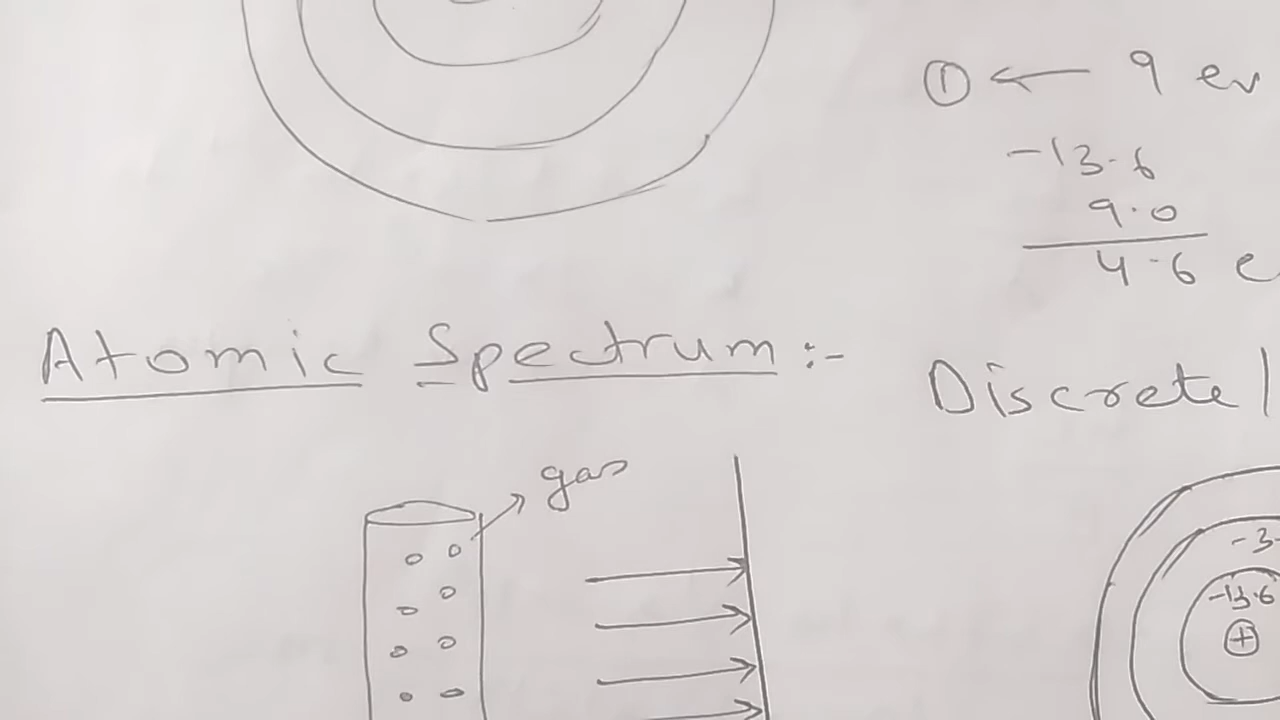 ① ← 9 ev
-13.6
9.0
4.6 e
Atomic Spectrum :-
Discrete |
gas
-3.
-13.6
+